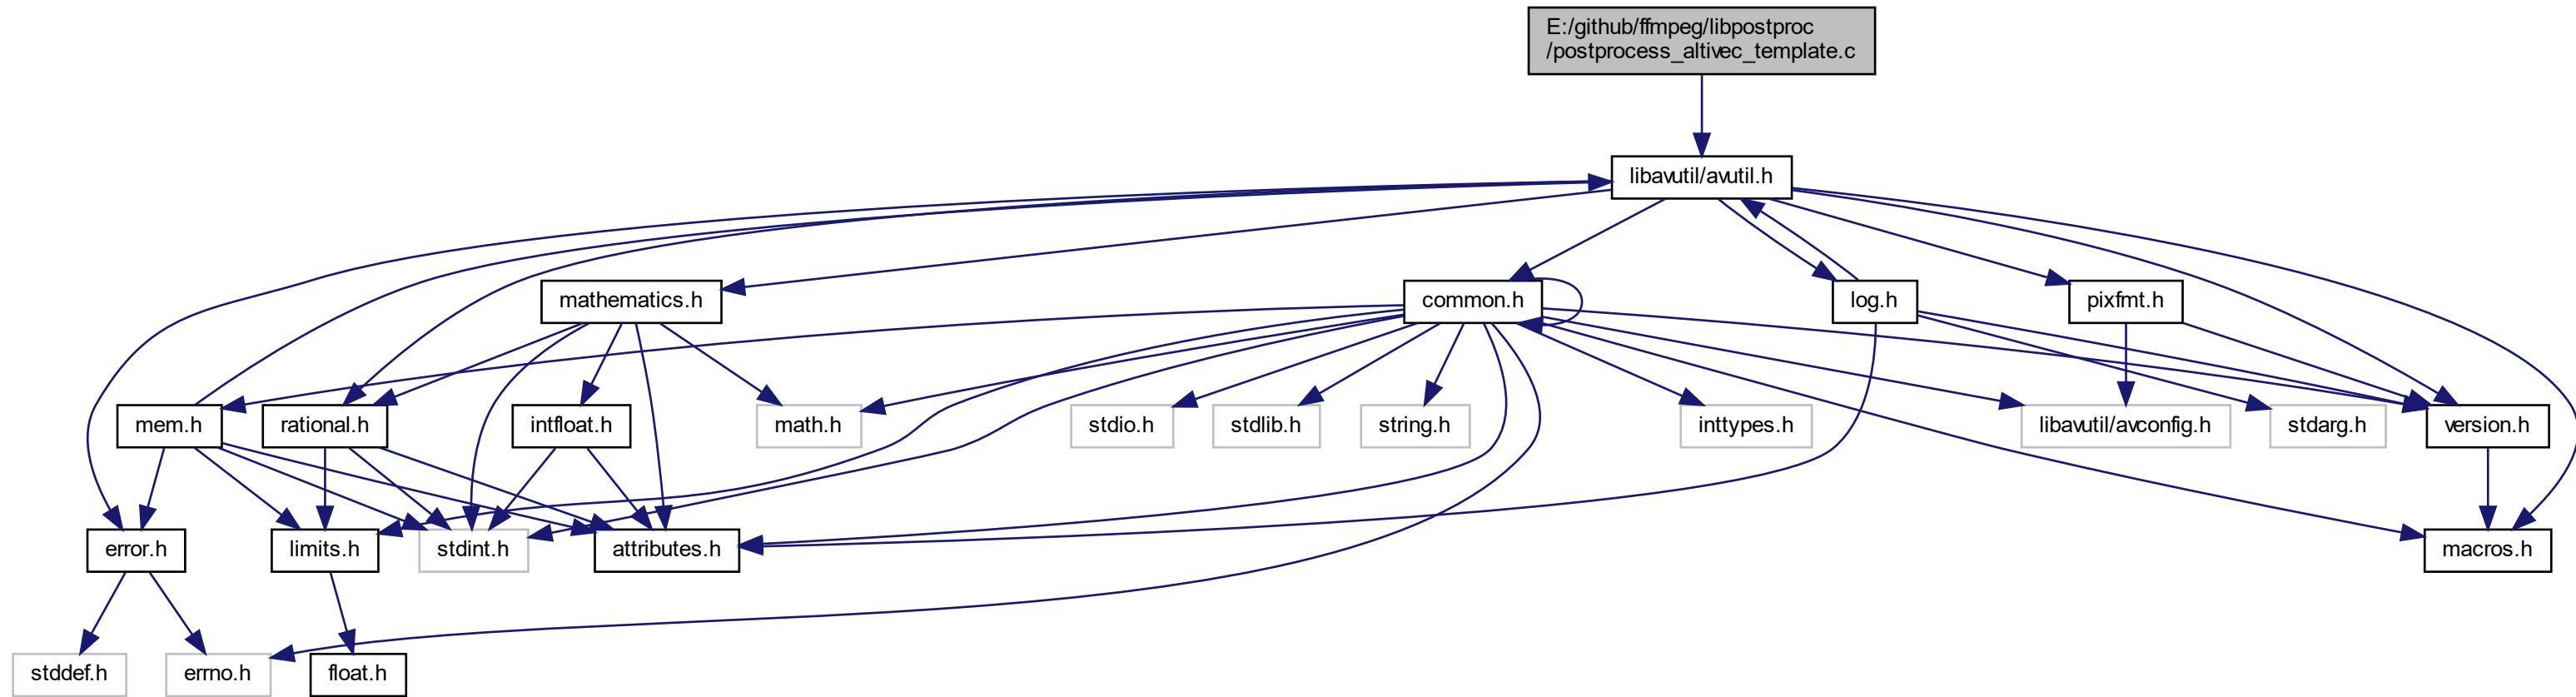 E:/github/ffmpeg/libpostproc
/postprocess_altivec_template.c
libavutil/avutil.h
mathematics.h
common.h
log.h
pixfmt.h
mem.h
rational.h
intfloat.h
math.h
stdio.h
stdlib.h
string.h
inttypes.h
libavutil/avconfig.h
stdarg.h
version.h
error.h
limits.h
stdint.h
attributes.h
macros.h
stddef.h
errno.h
float.h